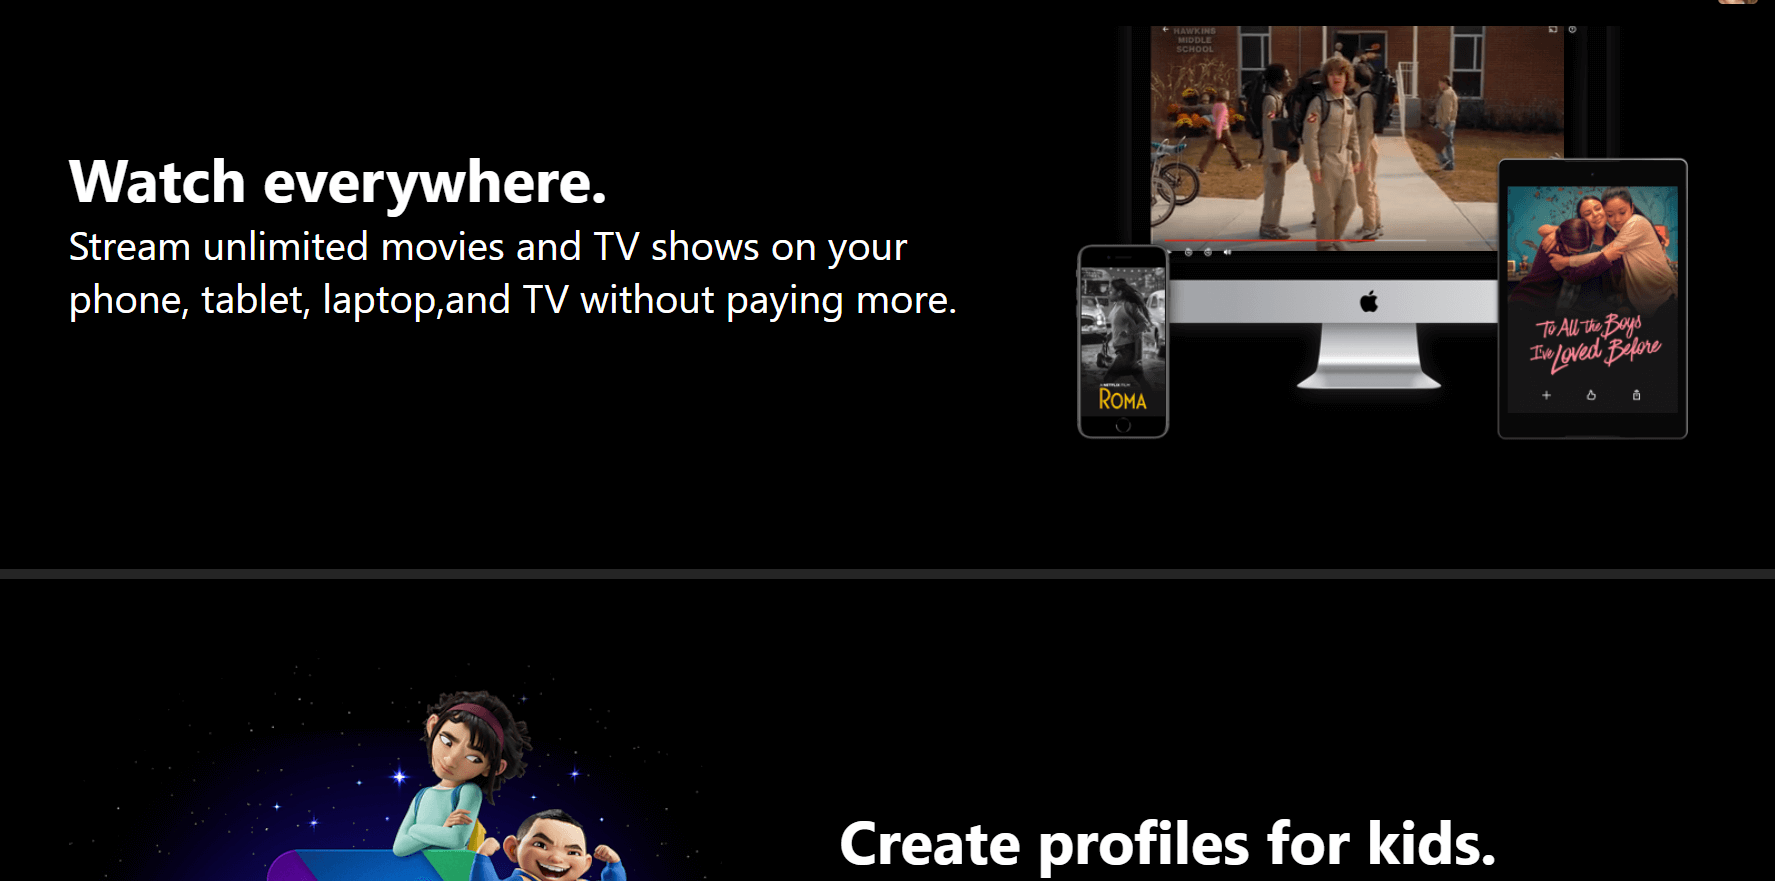 HAWKINS
MIDDLE
SCHOOL
Watch everywhere.
Stream unlimited movies and TV shows on your
phone, tablet, laptop,and TV without paying more.
To All the Boys
I've Loved Before
A NETFLIX FILM
ROMA
Create profiles for kids.